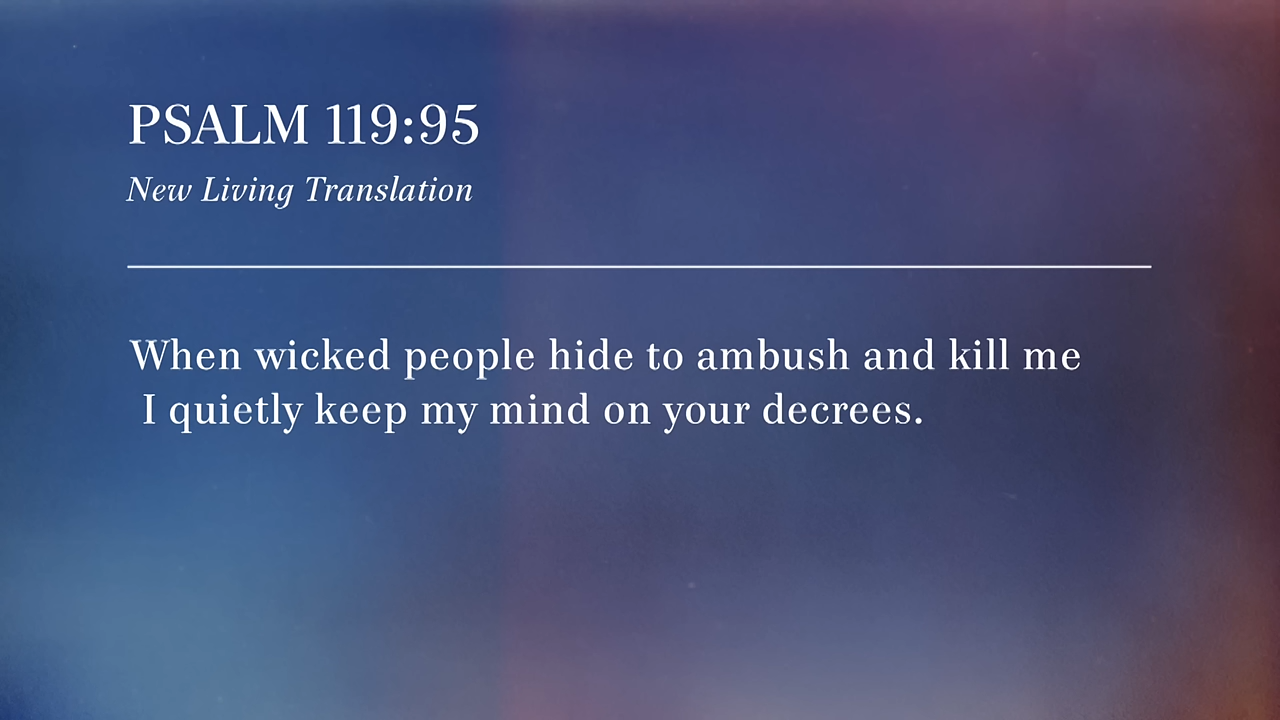 PSALM 119:95
New Living Translation
When wicked people hide to ambush and kill me
I quietly keep my mind on your decrees.